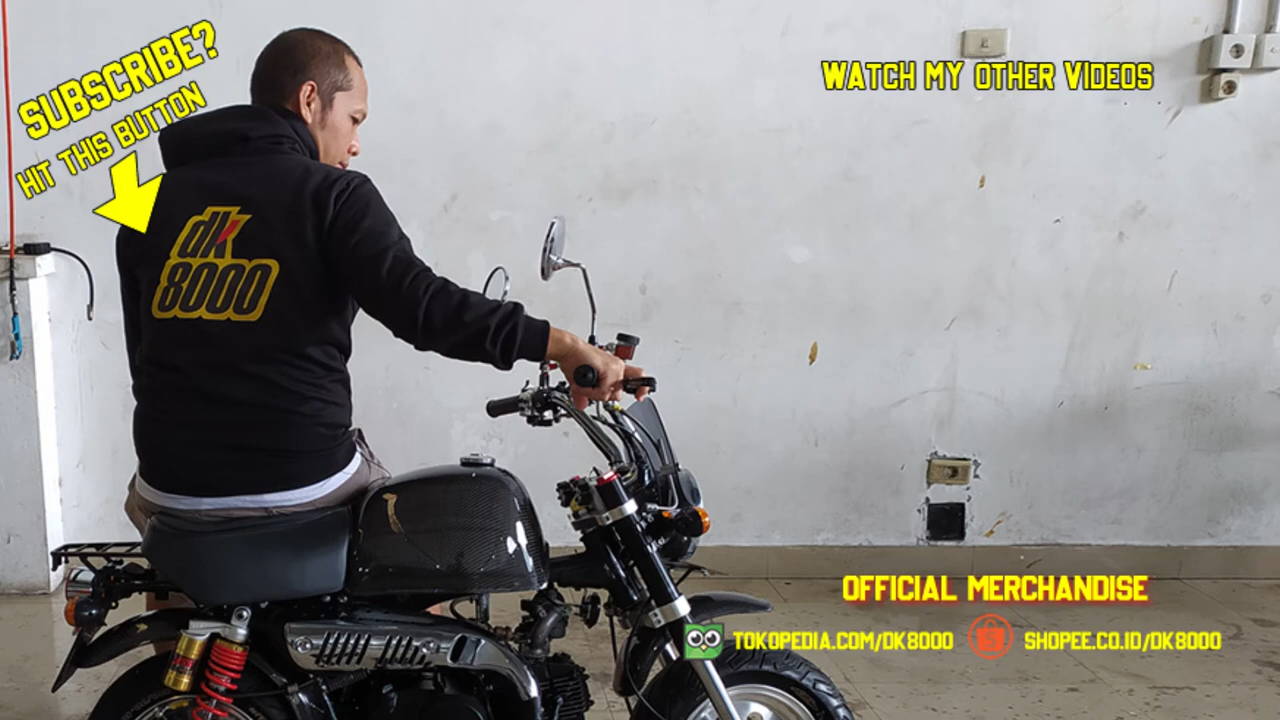 SUBSCRIBE?
HIT THIS BUTTON
WATCH MY OTHER VIDEOS
dk
8000
OFFICIAL MERCHANDISE
TOKOPEDIA.COM/DK8000
SHOPEE.CO.ID/DK8000